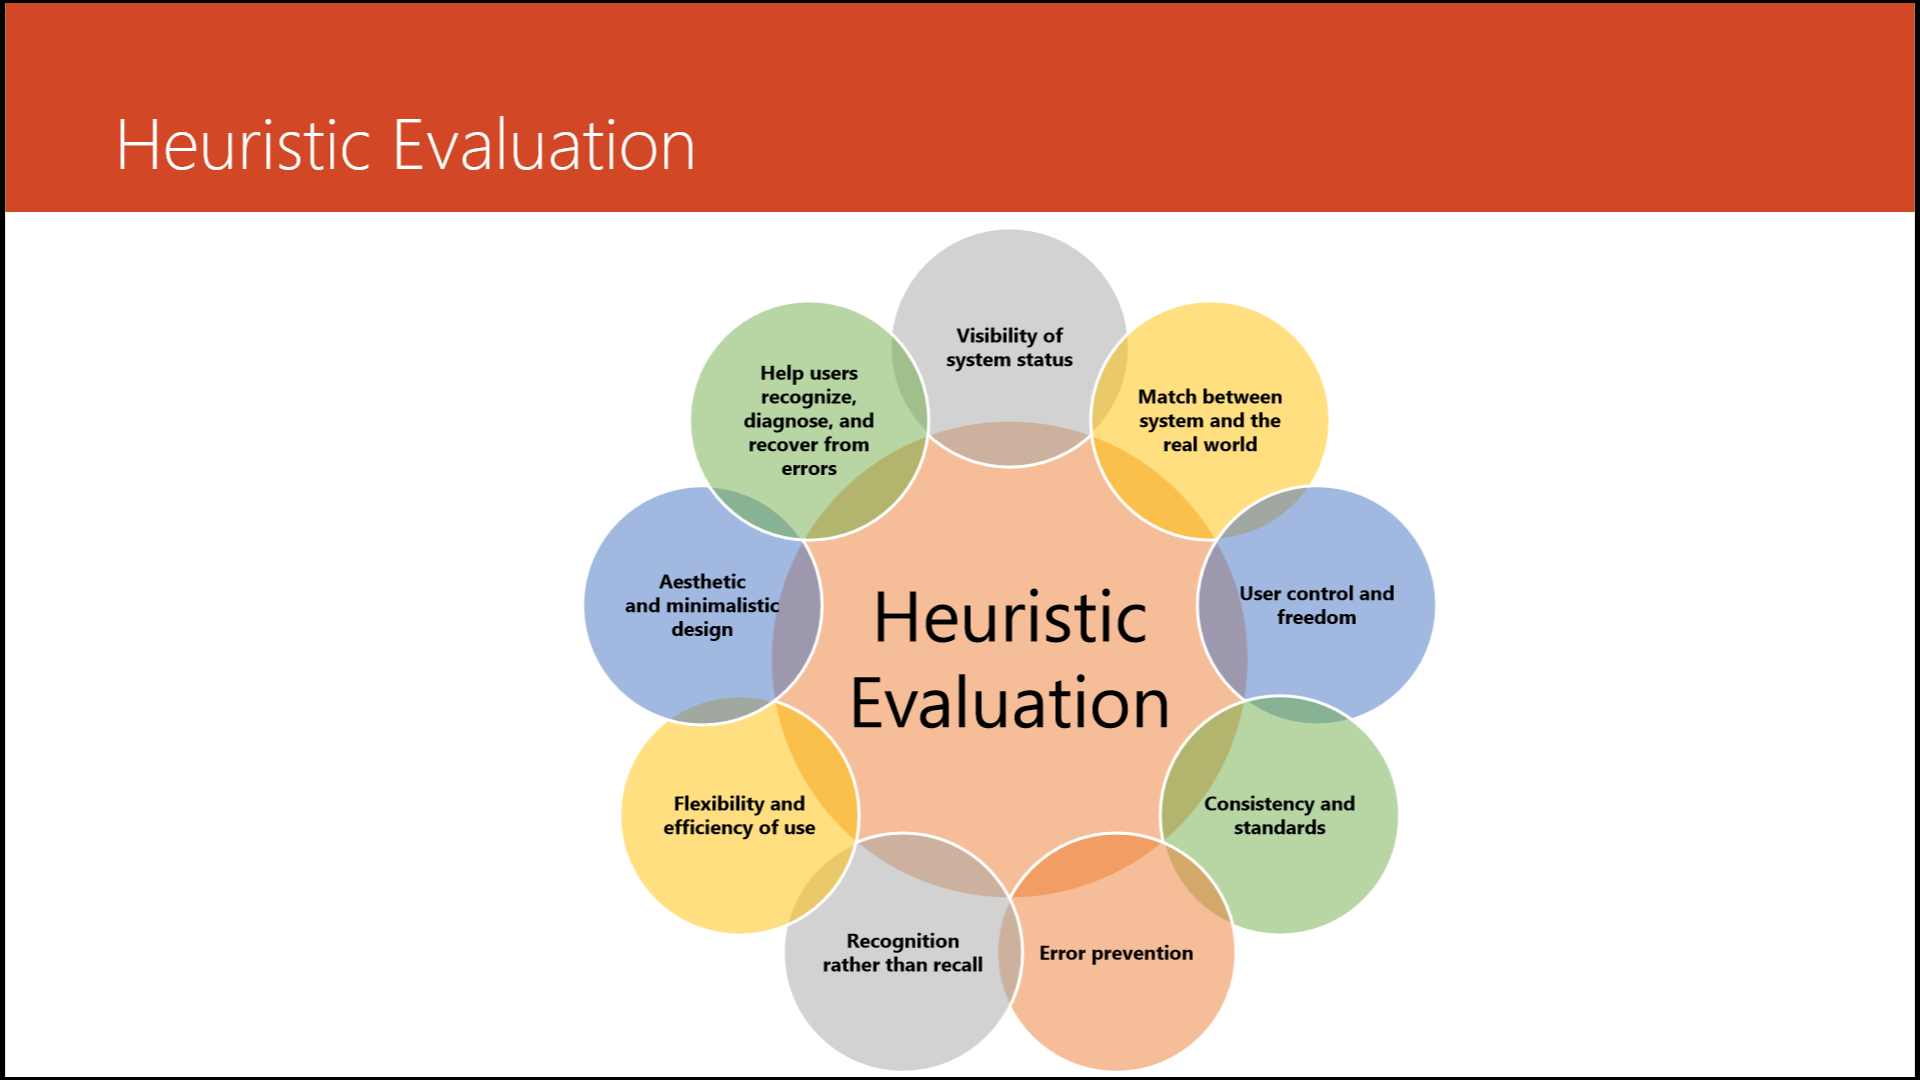 Heuristic Evaluation
Visibility of
system status
Match between
system and the
real world
User control and
freedom
Consistency and
standards
Error prevention
Recognition
rather than recall
Flexibility and
efficiency of use
Aesthetic
and minimalistic
design
Help users
recognize,
diagnose, and
recover from
errors
Heuristic
Evaluation